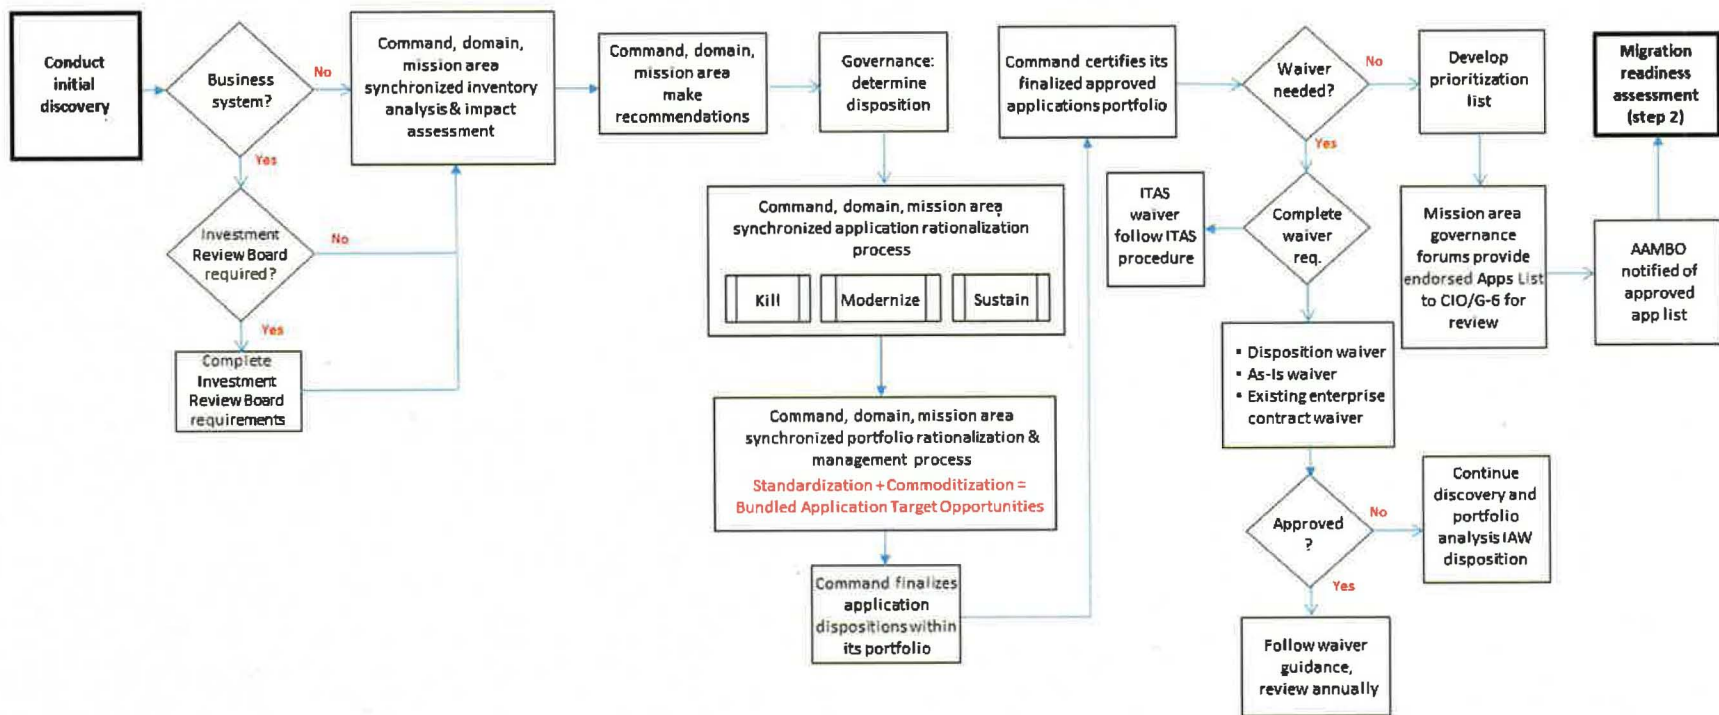 Conduct
initial
discovery
Business
system?
No
Yes
Investment
Review Board
required?
No
Yes
Complete
Investment
Review Board
requirements
Command, domain,
mission area
synchronized inventory
analysis & impact
assessment
Command, domain,
mission area
make
recommendations
Governance:
determine
disposition
Command, domain, mission area
synchronized application rationalization
process
Kill
Modernize
Sustain
Command, domain, mission area
synchronized portfolio rationalization &
management process
Standardization + Commoditization =
Bundled Application Target Opportunities
Command finalizes
application
dispositions within
its portfolio
Command certifies its
finalized approved
applications portfolio
Waiver
needed?
No
Yes
Develop
prioritization
list
Mission area
governance
forums provide
endorsed Apps List
to CIO/G-6 for
review
AAMBO
notified of
approved
app list
Migration
readiness
assessment
(step 2)
Complete
waiver
req.
ITAS
waiver
follow ITAS
procedure
▪ Disposition waiver
▪ As-Is waiver
▪ Existing enterprise
contract waiver
Approved
?
No
Yes
Continue
discovery and
portfolio
analysis IAW
disposition
Follow waiver
guidance,
review annually